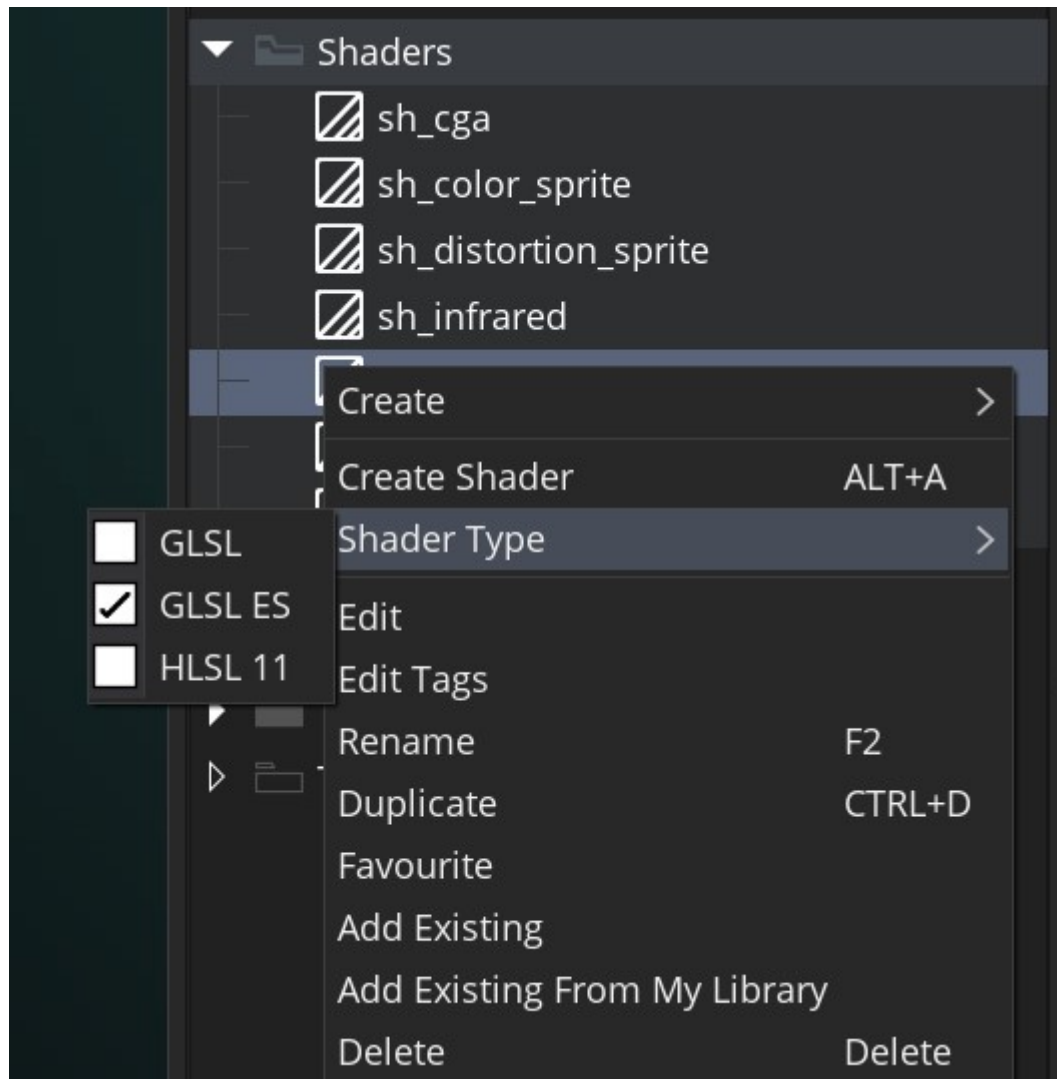 Shaders
sh_cga
sh_color_sprite
sh_distortion_sprite
sh_infrared
Create
Create Shader ALT+A
Shader Type
GLSL
GLSL ES
HLSL 11
Edit
Edit Tags
Rename F2
Duplicate CTRL+D
Favourite
Add Existing
Add Existing From My Library
Delete Delete